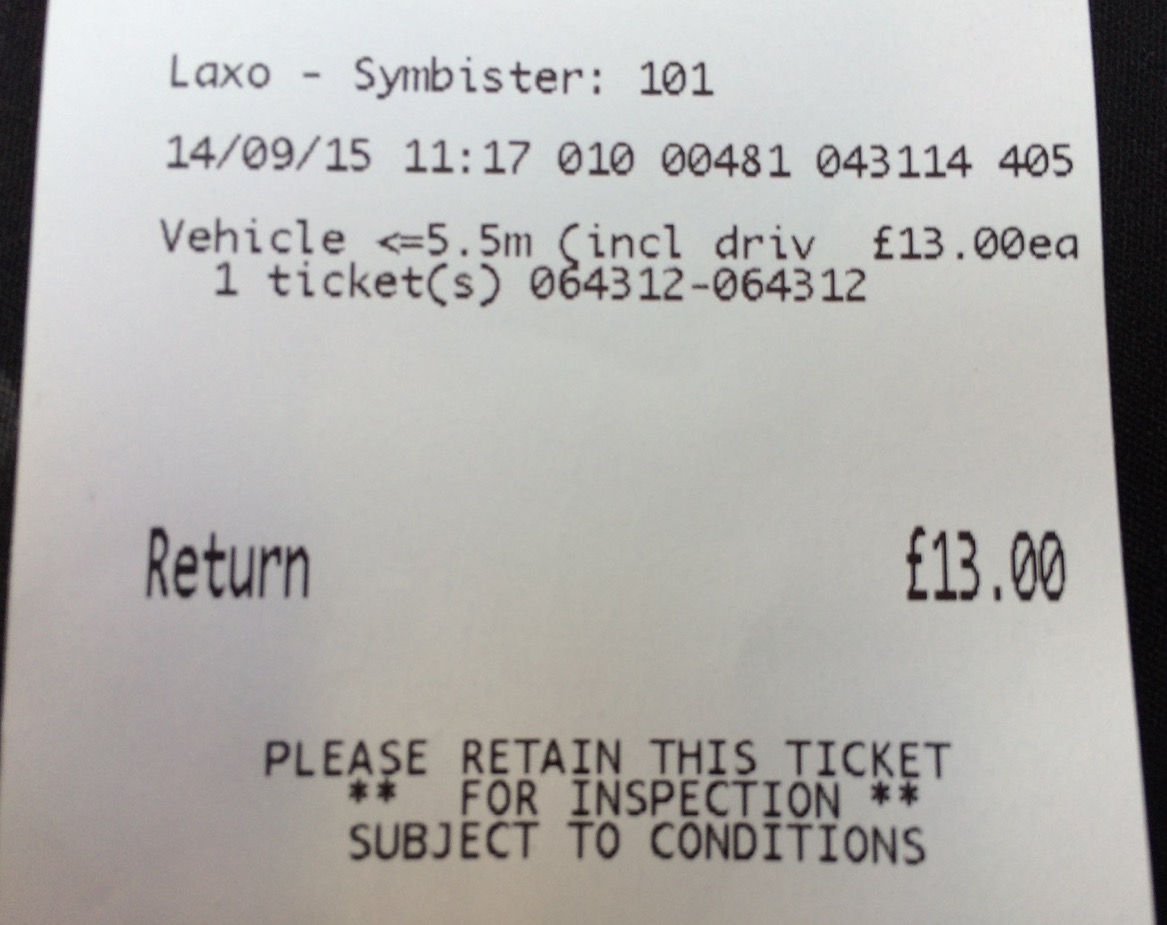 Laxo - Symbister: 101
14/09/15 11:17 010 00481 043114 405
Vehicle <=5.5m (incl driv £13.00ea
1 ticket(s) 064312-064312
Return £13.00
PLEASE RETAIN THIS TICKET
** FOR INSPECTION **
SUBJECT TO CONDITIONS